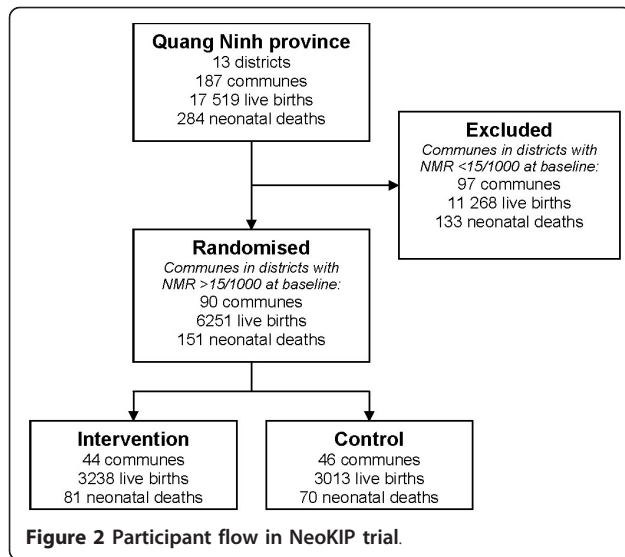 Quang Ninh province
13 districts
187 communes
17 519 live births
284 neonatal deaths
Excluded
Communes in districts with
NMR <15/1000 at baseline:
97 communes
11 268 live births
133 neonatal deaths
Randomised
Communes in districts with
NMR >15/1000 at baseline:
90 communes
6251 live births
151 neonatal deaths
Intervention
44 communes
3238 live births
81 neonatal deaths
Control
46 communes
3013 live births
70 neonatal deaths
Figure 2 Participant flow in NeoKIP trial.